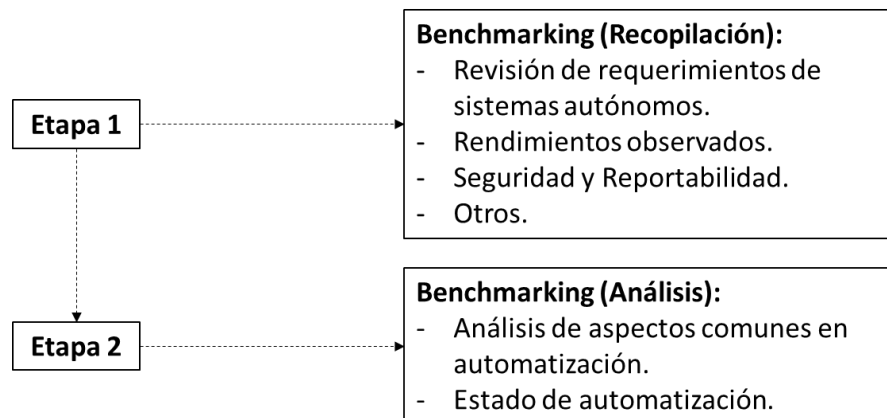 Etapa 1
Benchmarking (Recopilación):
- Revisión de requerimientos de
sistemas autónomos.
- Rendimientos observados.
- Seguridad y Reportabilidad.
- Otros.
Etapa 2
Benchmarking (Análisis):
- Análisis de aspectos comunes en
automatización.
- Estado de automatización.